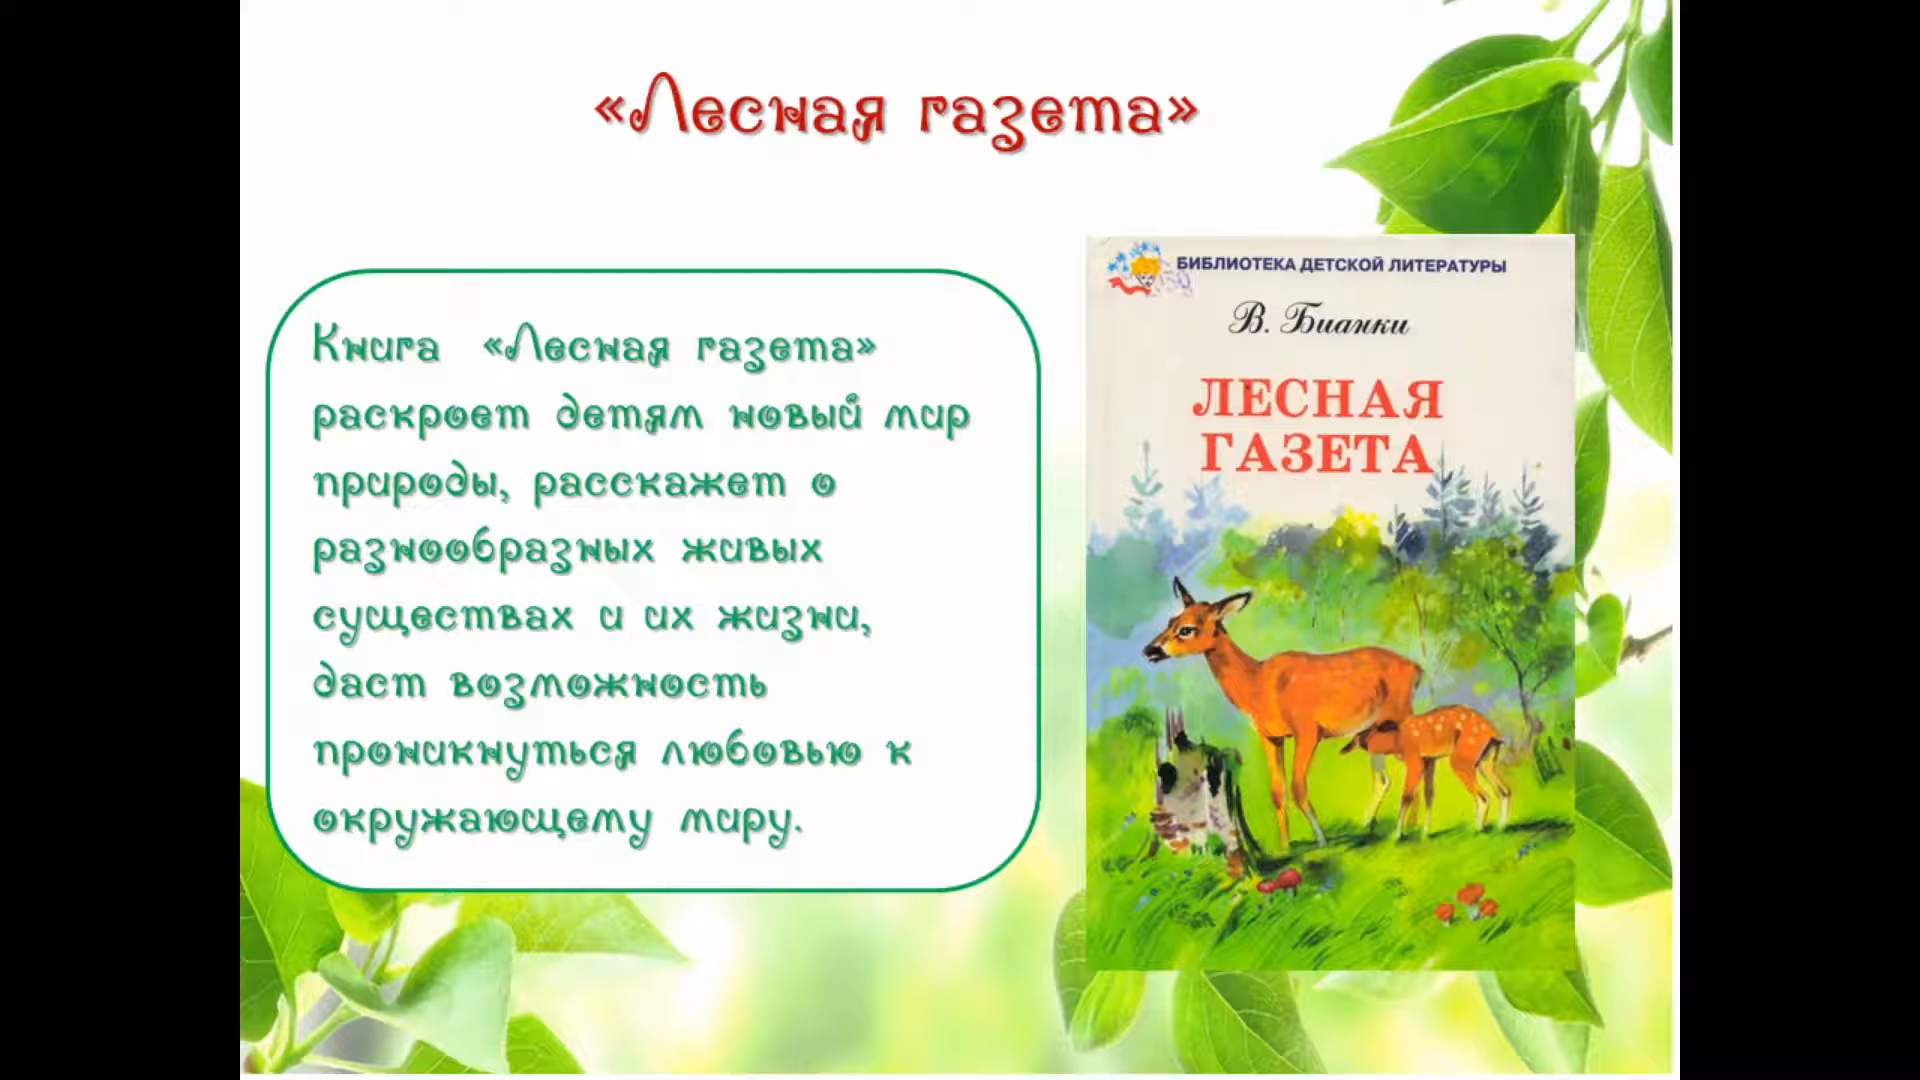 «Лесная газета»
Книга «Лесная газета»
раскроет детям новый мир
природы, расскажет о
разнообразных живых
существах и их жизни,
даст возможность
проникнуться любовью к
окружающему миру.
БИБЛИОТЕКА ДЕТСКОЙ ЛИТЕРАТУРЫ
В. Бианки
ЛЕСНАЯ
ГАЗЕТА